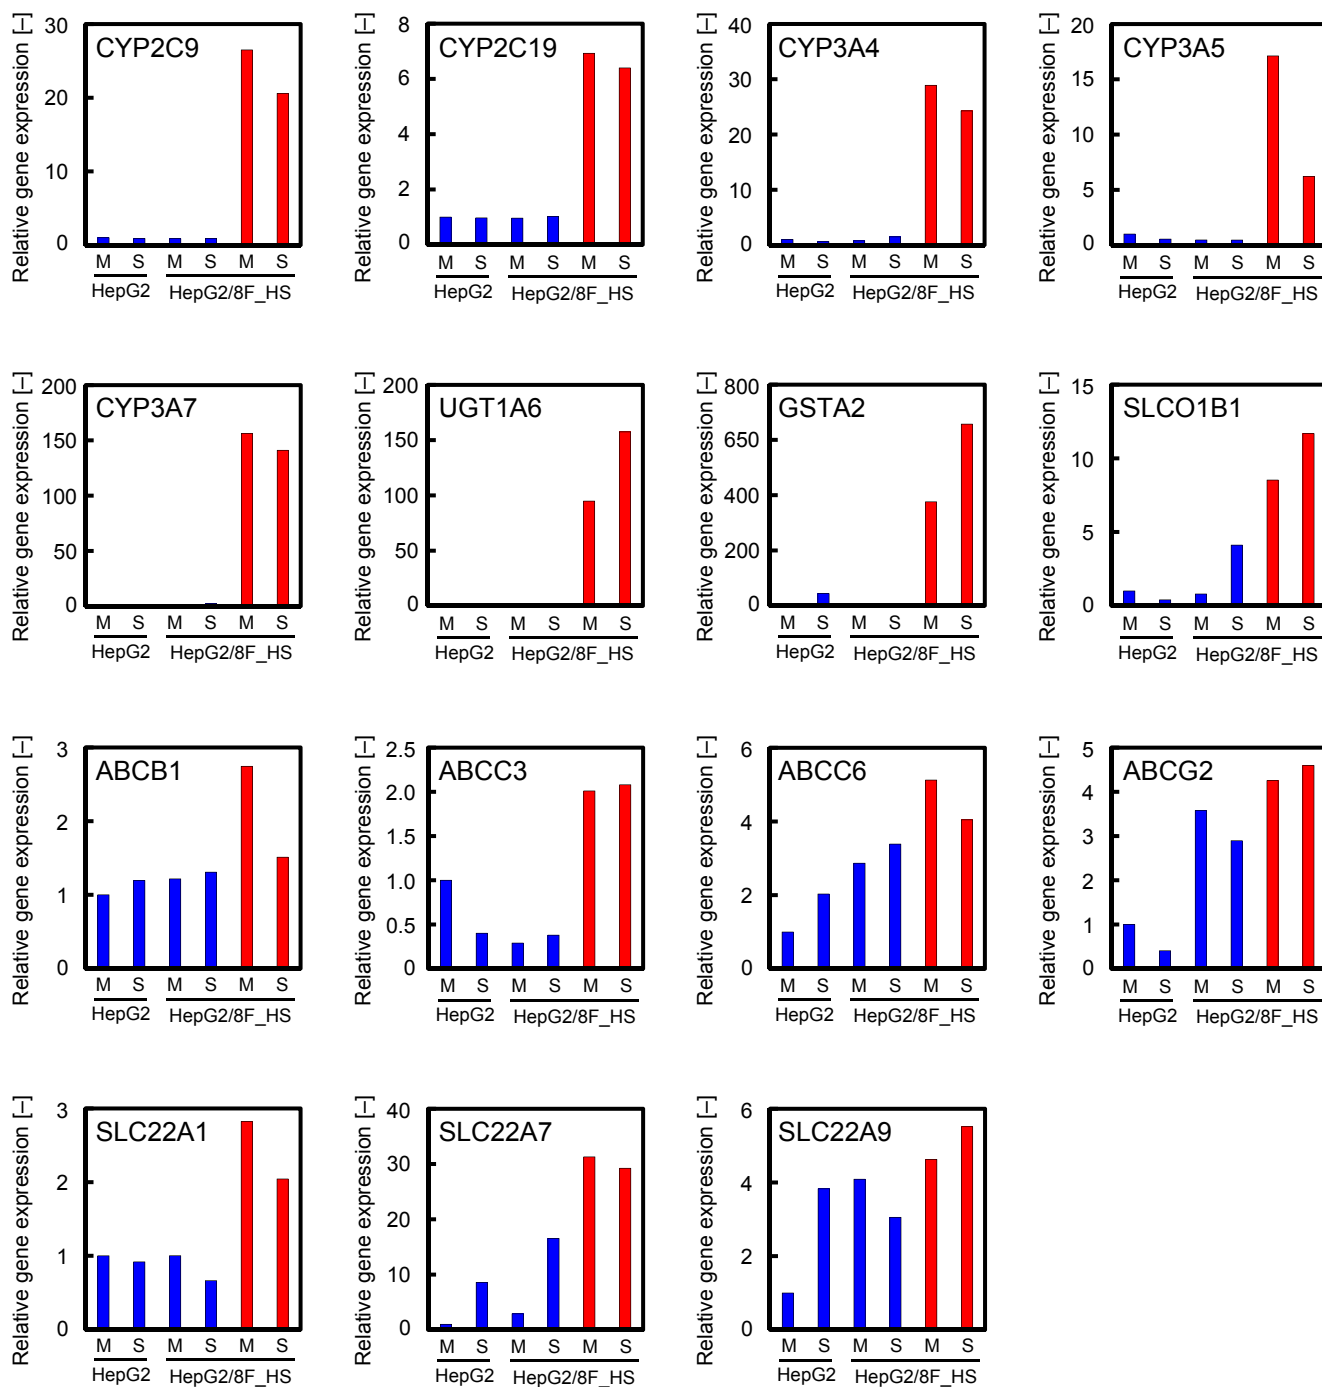 Relative gene expression [–]
30
20
10
0
CYP2C9
M S M S M S
HepG2 HepG2/8F_HS
Relative gene expression [–]
8
6
4
2
0
CYP2C19
M S M S M S
HepG2 HepG2/8F_HS
Relative gene expression [–]
40
30
20
10
0
CYP3A4
M S M S M S
HepG2 HepG2/8F_HS
Relative gene expression [–]
20
15
10
5
0
CYP3A5
M S M S M S
HepG2 HepG2/8F_HS
Relative gene expression [–]
200
150
100
50
0
CYP3A7
M S M S M S
HepG2 HepG2/8F_HS
Relative gene expression [–]
200
150
100
50
0
UGT1A6
M S M S M S
HepG2 HepG2/8F_HS
Relative gene expression [–]
800
650
400
200
0
GSTA2
M S M S M S
HepG2 HepG2/8F_HS
Relative gene expression [–]
15
10
5
0
SLCO1B1
M S M S M S
HepG2 HepG2/8F_HS
Relative gene expression [–]
3
2
1
0
ABCB1
M S M S M S
HepG2 HepG2/8F_HS
Relative gene expression [–]
2.5
2.0
1.5
1.0
0.5
0
ABCC3
M S M S M S
HepG2 HepG2/8F_HS
Relative gene expression [–]
6
4
2
0
ABCC6
M S M S M S
HepG2 HepG2/8F_HS
Relative gene expression [–]
5
4
3
2
1
0
ABCG2
M S M S M S
HepG2 HepG2/8F_HS
Relative gene expression [–]
3
2
1
0
SLC22A1
M S M S M S
HepG2 HepG2/8F_HS
Relative gene expression [–]
40
30
20
10
0
SLC22A7
M S M S M S
HepG2 HepG2/8F_HS
Relative gene expression [–]
6
4
2
0
SLC22A9
M S M S M S
HepG2 HepG2/8F_HS